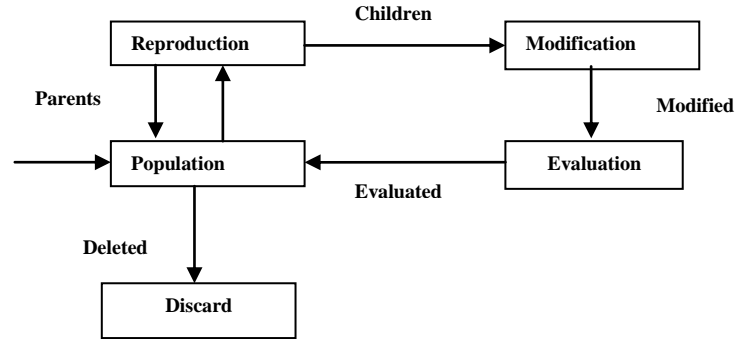 Children
Reproduction
Modification
Parents
Modified
Population
Evaluation
Evaluated
Deleted
Discard